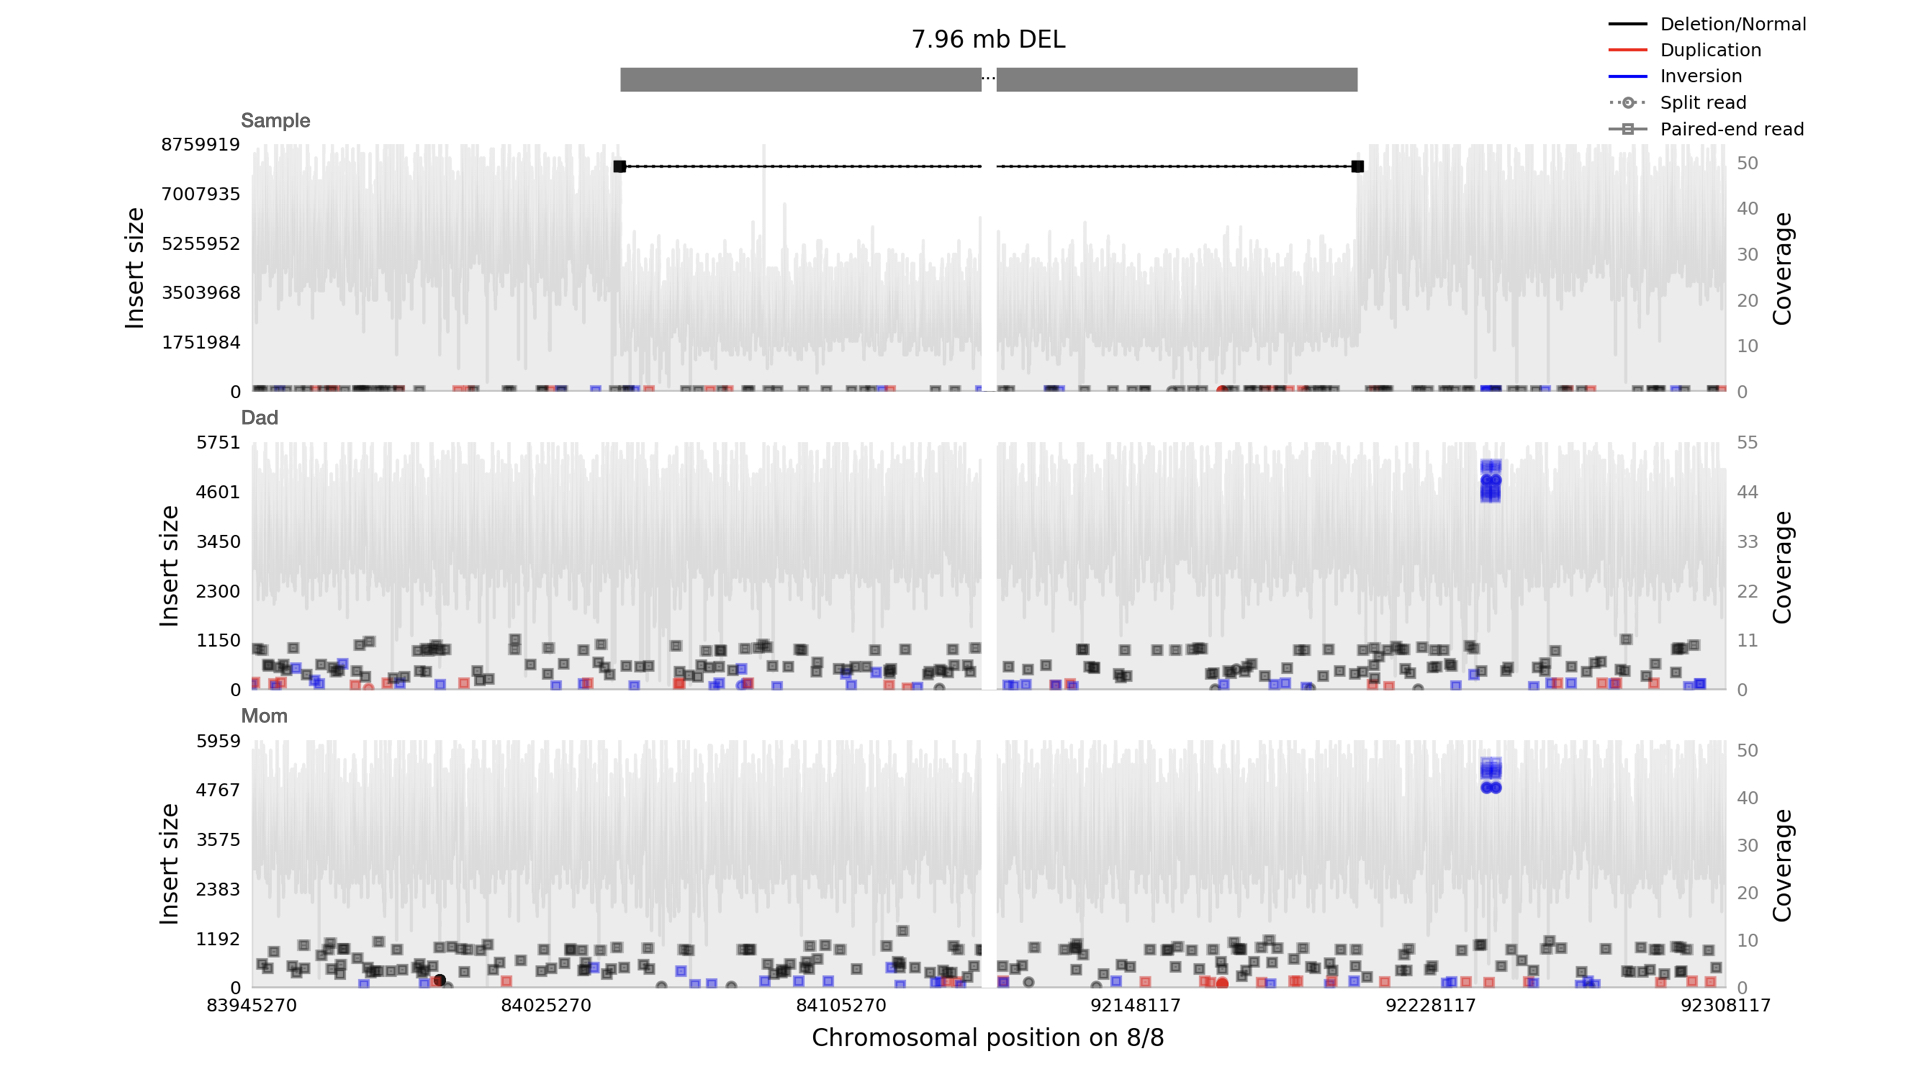 7.96 mb DEL
...
Deletion/Normal
Duplication
Inversion
Split read
Paired-end read
Sample
8759919
7007935
5255952
3503968
1751984
0
Insert size
50
40
30
20
10
0
Coverage
Dad
5751
4601
3450
2300
1150
0
Insert size
55
44
33
22
11
0
Coverage
Mom
5959
4767
3575
2383
1192
0
Insert size
50
40
30
20
10
0
Coverage
83945270 84025270 84105270 92148117 92228117 92308117
Chromosomal position on 8/8